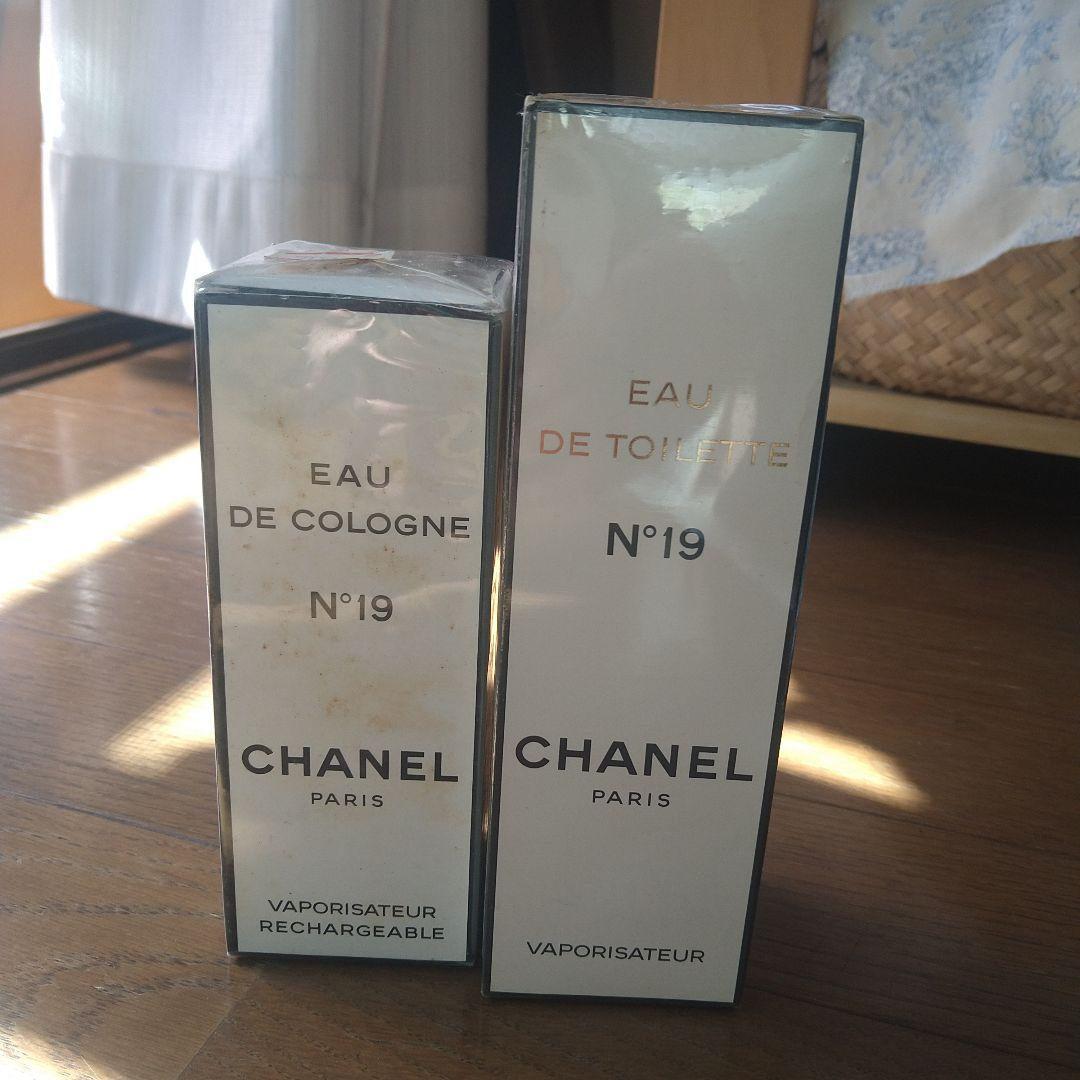 EAU
DE COLOGNE
N°19
CHANEL
PARIS
VAPORISATEUR
RECHARGEABLE
EAU
DE TOILETTE
N°19
CHANEL
PARIS
VAPORISATEUR